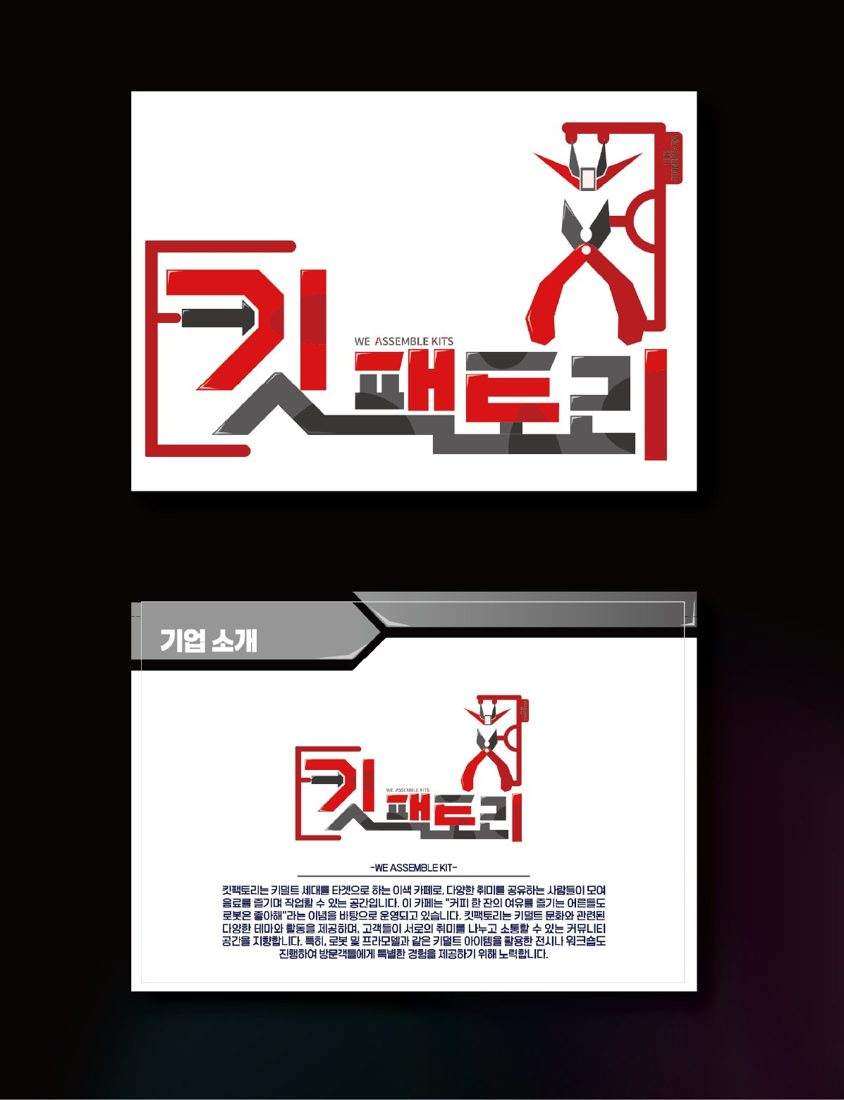 WE ASSEMBLE KITS
킷팩토리
기업 소개
WE ASSEMBLE KITS
킷팩토리
-WE ASSEMBLE KIT-
킷팩토리는 키덜트 세대를 타겟으로 하는 이색 카페로, 다양한 취미를 공유하는 사람들이 모여
음료를 즐기며 작업할 수 있는 공간입니다. 이 카페는 "커피 한 잔의 여유를 즐기는 어른들도
로봇은 좋아해"라는 이념을 바탕으로 운영되고 있습니다. 킷팩토리는 키덜트 문화와 관련된
다양한 테마와 활동을 제공하며, 고객들이 서로의 취미를 나누고 소통할 수 있는 커뮤니티
공간을 지향합니다. 특히, 로봇 및 프라모델과 같은 키덜트 아이템을 활용한 전시나 워크숍도
진행하여 방문객들에게 특별한 경험을 제공하기 위해 노력합니다.